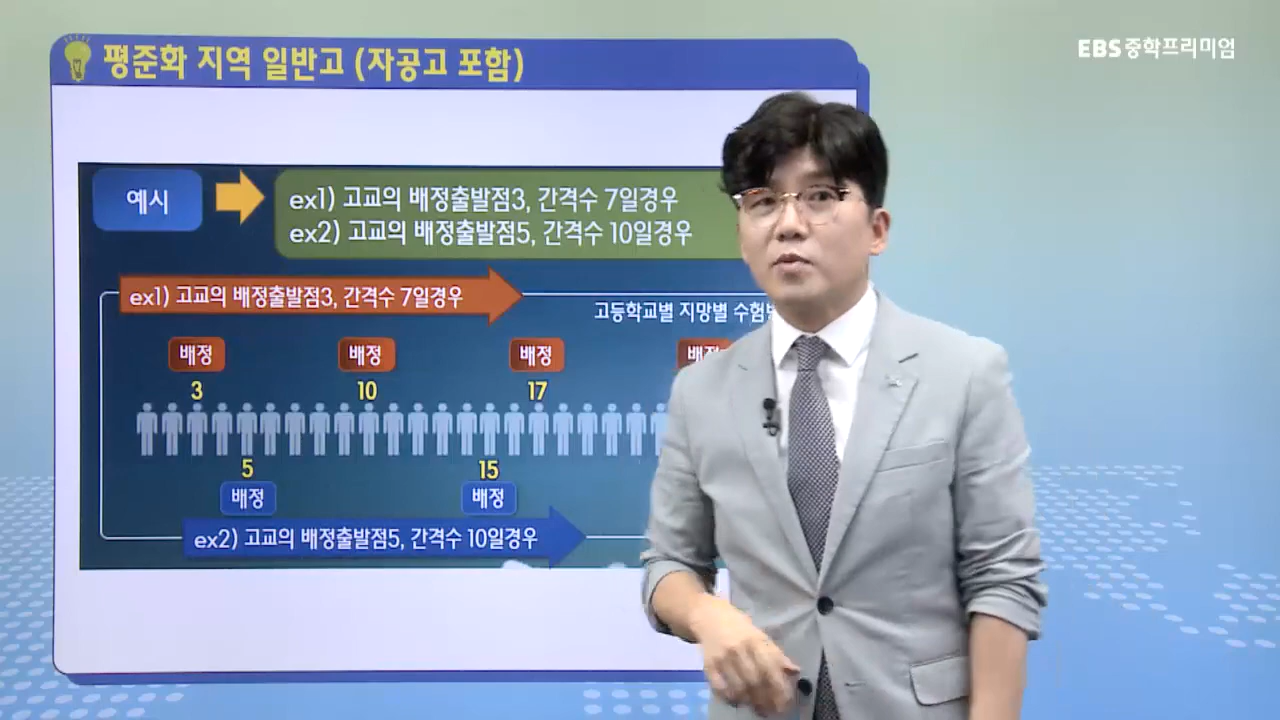 평준화 지역 일반고 (자공고 포함)
EBS 중학프리미엄
예시
ex1) 고교의 배정출발점3, 간격수 7일경우
ex2) 고교의 배정출발점5, 간격수 10일경우
ex1) 고교의 배정출발점3, 간격수 7일경우
고등학교별 지망별
배정 배정 배정
3 10 17
5 15
배정 배정
ex2) 고교의 배정출발점5, 간격수 10일경우